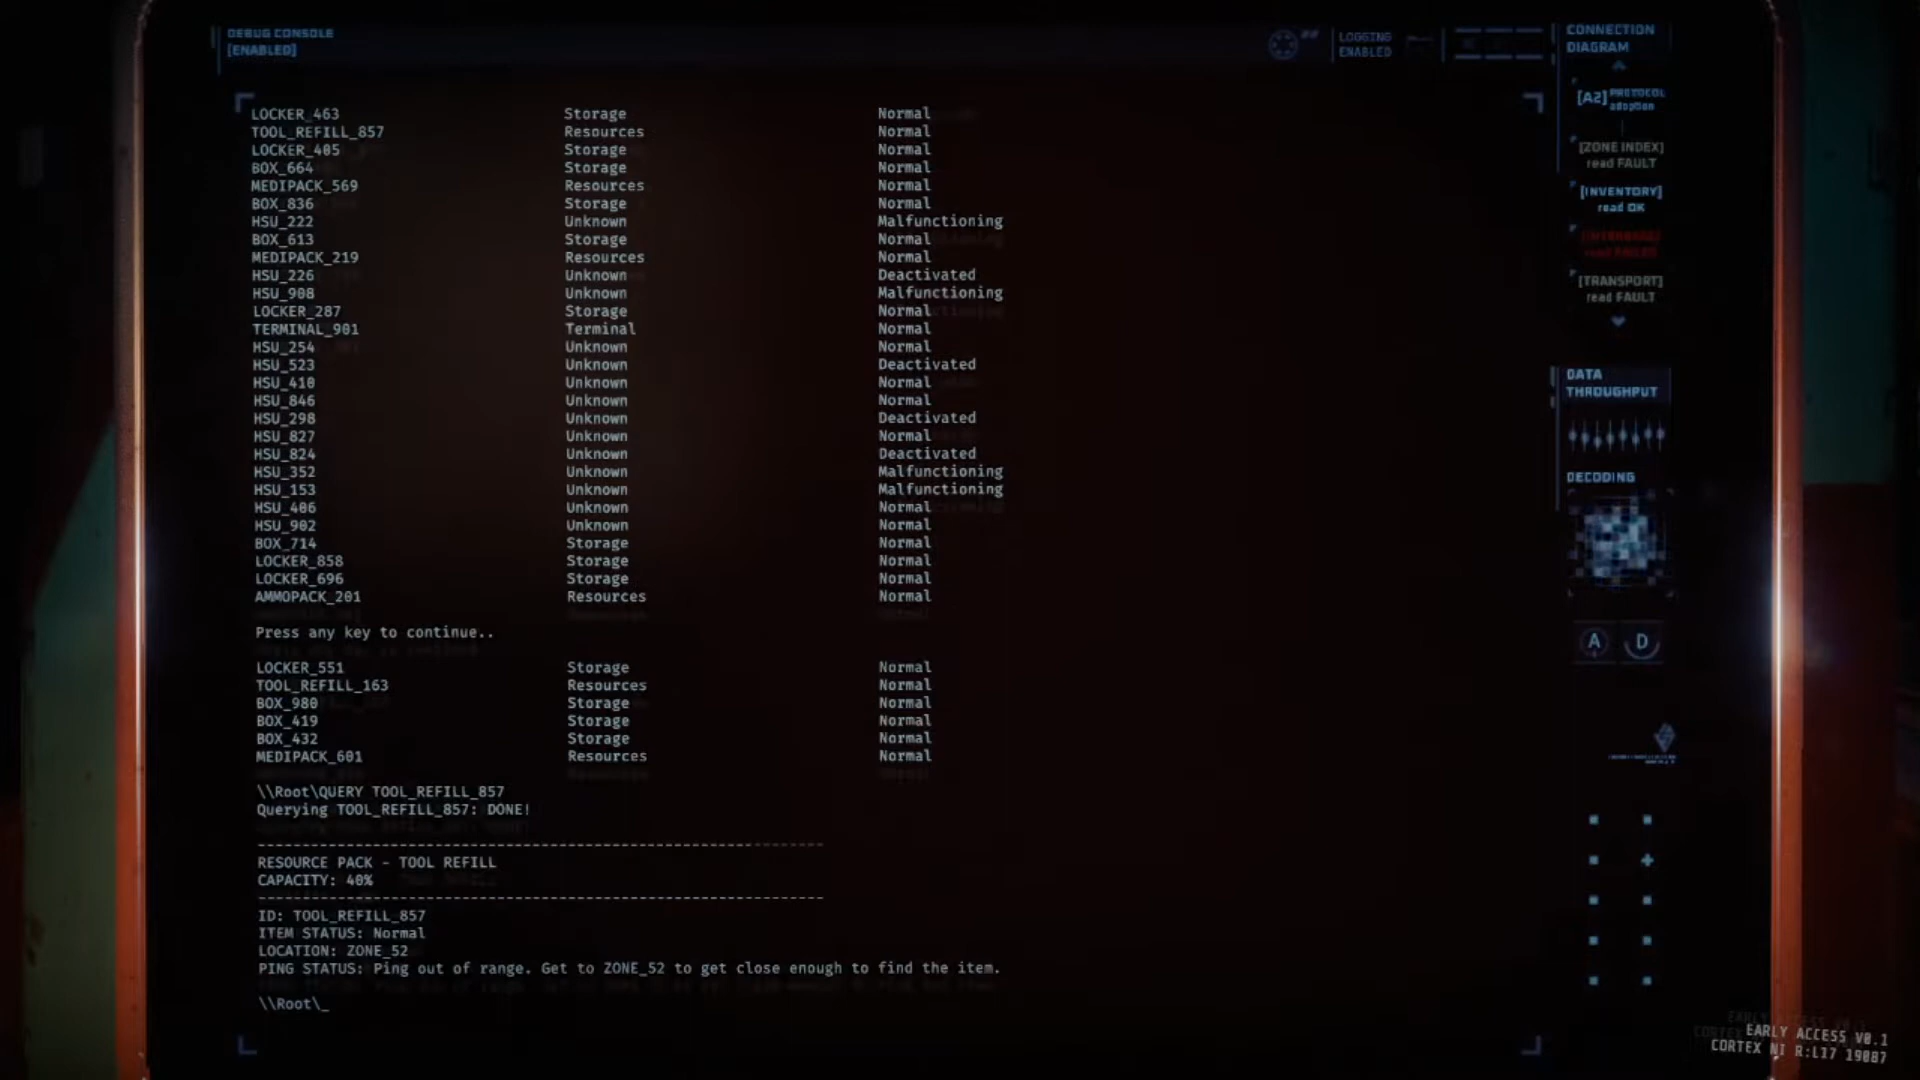 DEBUG CONSOLE
[ENABLED]
LOGGING
ENABLED
CONNECTION
DIAGRAM
[A2] PROTOCOL
adoption
[ZONE INDEX]
read FAULT
[INVENTORY]
read OK
read FAILED
[TRANSPORT]
read FAULT
DATA
THROUGHPUT
DECODING
A D
LOCKER_463 Storage Normal
TOOL_REFILL_857 Resources Normal
LOCKER_405 Storage Normal
BOX_664 Storage Normal
MEDIPACK_569 Resources Normal
BOX_836 Storage Normal
HSU_222 Unknown Malfunctioning
BOX_613 Storage Normal
MEDIPACK_219 Resources Normal
HSU_226 Unknown Deactivated
HSU_908 Unknown Malfunctioning
LOCKER_287 Storage Normal
TERMINAL_901 Terminal Normal
HSU_254 Unknown Normal
HSU_523 Unknown Deactivated
HSU_410 Unknown Normal
HSU_846 Unknown Normal
HSU_298 Unknown Deactivated
HSU_827 Unknown Normal
HSU_824 Unknown Deactivated
HSU_352 Unknown Malfunctioning
HSU_153 Unknown Malfunctioning
HSU_406 Unknown Normal
HSU_902 Unknown Normal
BOX_714 Storage Normal
LOCKER_858 Storage Normal
LOCKER_696 Storage Normal
AMMOPACK_201 Resources Normal
Press any key to continue..
LOCKER_551 Storage Normal
TOOL_REFILL_163 Resources Normal
BOX_980 Storage Normal
BOX_419 Storage Normal
BOX_432 Storage Normal
MEDIPACK_601 Resources Normal
\\Root\QUERY TOOL_REFILL_857
Querying TOOL_REFILL_857: DONE!
----------------------------------------------------------------
RESOURCE PACK - TOOL REFILL
CAPACITY: 40%
----------------------------------------------------------------
ID: TOOL_REFILL_857
ITEM STATUS: Normal
LOCATION: ZONE_52
PING STATUS: Ping out of range. Get to ZONE_52 to get close enough to find the item.
\\Root\_
EARLY ACCESS V0.1
CORTEX NI R:L17 19087